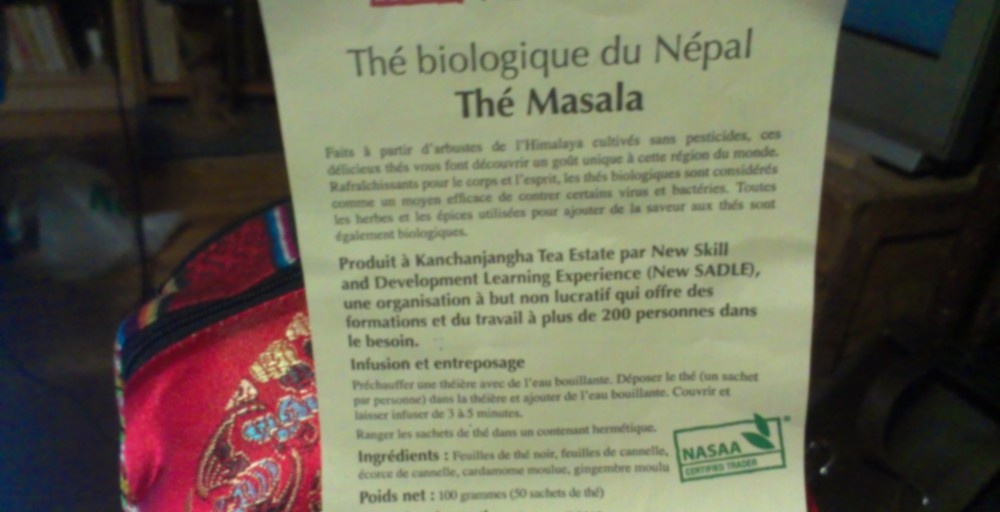 Thé biologique du Népal
Thé Masala
Faits à partir d'arbustes de l'Himalaya cultivés sans pesticides, ces
délicieux thés vous font découvrir un goût unique à cette région du monde.
Rafraîchissants pour le corps et l'esprit, les thés biologiques sont considérés
comme un moyen efficace de contrer certains virus et bactéries. Toutes
les herbes et les épices utilisées pour ajouter de la saveur aux thés sont
également biologiques.
Produit à Kanchanjangha Tea Estate par New Skill
and Development Learning Experience (New SADLE),
une organisation à but non lucratif qui offre des
formations et du travail à plus de 200 personnes dans
le besoin.
Infusion et entreposage
Préchauffer une théière avec de l'eau bouillante. Déposer le thé (un sachet
par personne) dans la théière et ajouter de l'eau bouillante. Couvrir et
laisser infuser de 3 à 5 minutes.
Ranger les sachets de thé dans un contenant hermétique.
Ingrédients : Feuilles de thé noir, feuilles de cannelle,
écorce de cannelle, cardamome moulue, gingembre moulu
NASAA
CERTIFIED TRADER
Poids net : 100 grammes (50 sachets de thé)